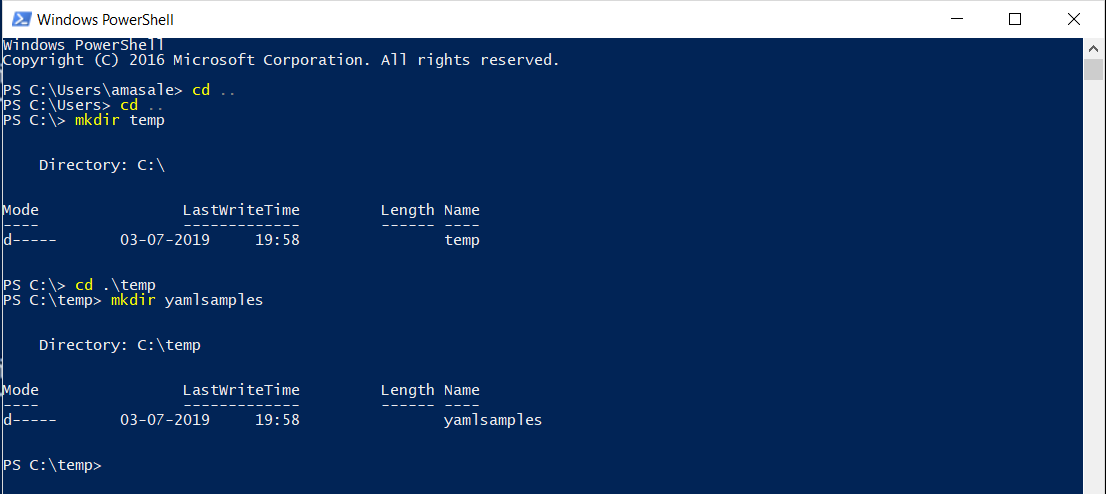 Windows PowerShell
Windows PowerShell
Copyright (C) 2016 Microsoft Corporation. All rights reserved.
PS C:\Users\amasale> cd ..
PS C:\Users> cd ..
PS C:\> mkdir temp
Directory: C:\
Mode LastWriteTime Length Name
---- ------------- ------ ----
d----- 03-07-2019 19:58 temp
PS C:\> cd .\temp
PS C:\temp> mkdir yamlsamples
Directory: C:\temp
Mode LastWriteTime Length Name
---- ------------- ------ ----
d----- 03-07-2019 19:58 yamlsamples
PS C:\temp>